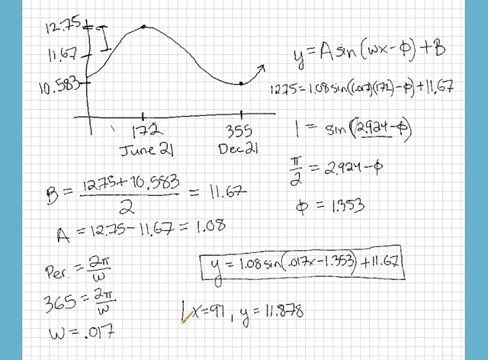 12.75
11.67
10.583
172
June 21
355
Dec 21
B = 12.75 + 10.583 / 2 = 11.67
A = 12.75 - 11.67 = 1.08
Per = 2π/ω
365 = 2π/ω
ω = .017
y = A sin(ωx - φ) + B
12.75 = 1.08 sin((.017)(172) - φ) + 11.67
1 = sin(2.924 - φ)
π/2 = 2.924 - φ
φ = 1.353
y = 1.08 sin(.017x - 1.353) + 11.67
x = 91, y = 11.878